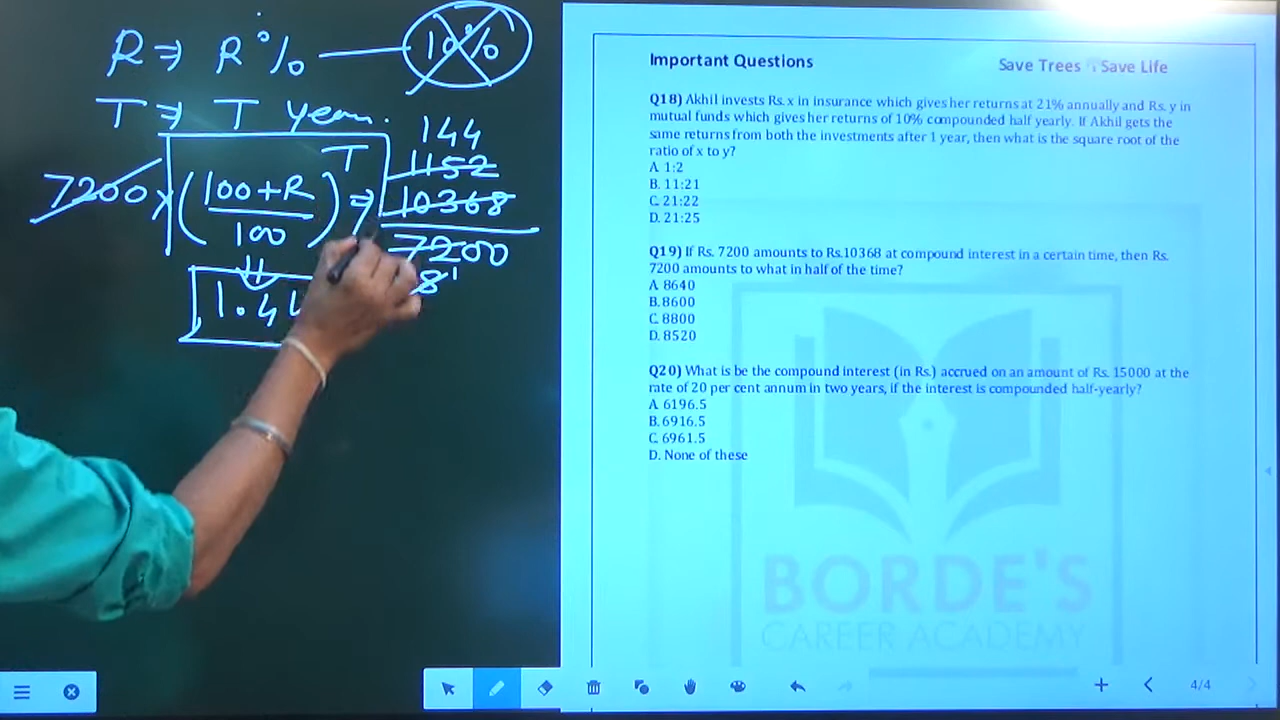 R ⇒ R % — 10%
T ⇒ T year.
144
1152
7200 × (100+R / 100) T ⇒ 10368
7200
8 1
1.44
Important Questions
Save Trees Save Life
Q18) Akhil invests Rs. x in insurance which gives her returns at 21% annually and Rs. y in
mutual funds which gives her returns of 10% compounded half yearly. If Akhil gets the
same returns from both the investments after 1 year, then what is the square root of the
ratio of x to y?
A. 1:2
B. 11:21
C. 21:22
D. 21:25
Q19) If Rs. 7200 amounts to Rs.10368 at compound interest in a certain time, then Rs.
7200 amounts to what in half of the time?
A. 8640
B. 8600
C. 8800
D. 8520
Q20) What is be the compound interest (in Rs.) accrued on an amount of Rs. 15000 at the
rate of 20 per cent annum in two years, if the interest is compounded half-yearly?
A. 6196.5
B. 6916.5
C. 6961.5
D. None of these
BORDE'S
CAREER ACADEMY
4/4